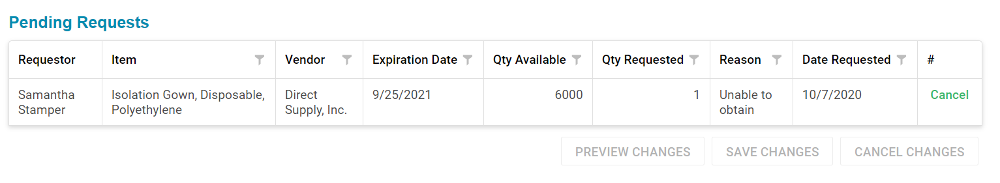 Pending Requests
Requestor Item Vendor Expiration Date Qty Available Qty Requested Reason Date Requested #
Samantha Isolation Gown, Disposable, Direct 9/25/2021 6000 1 Unable to 10/7/2020 Cancel
Stamper Polyethylene Supply, Inc. obtain
PREVIEW CHANGES SAVE CHANGES CANCEL CHANGES